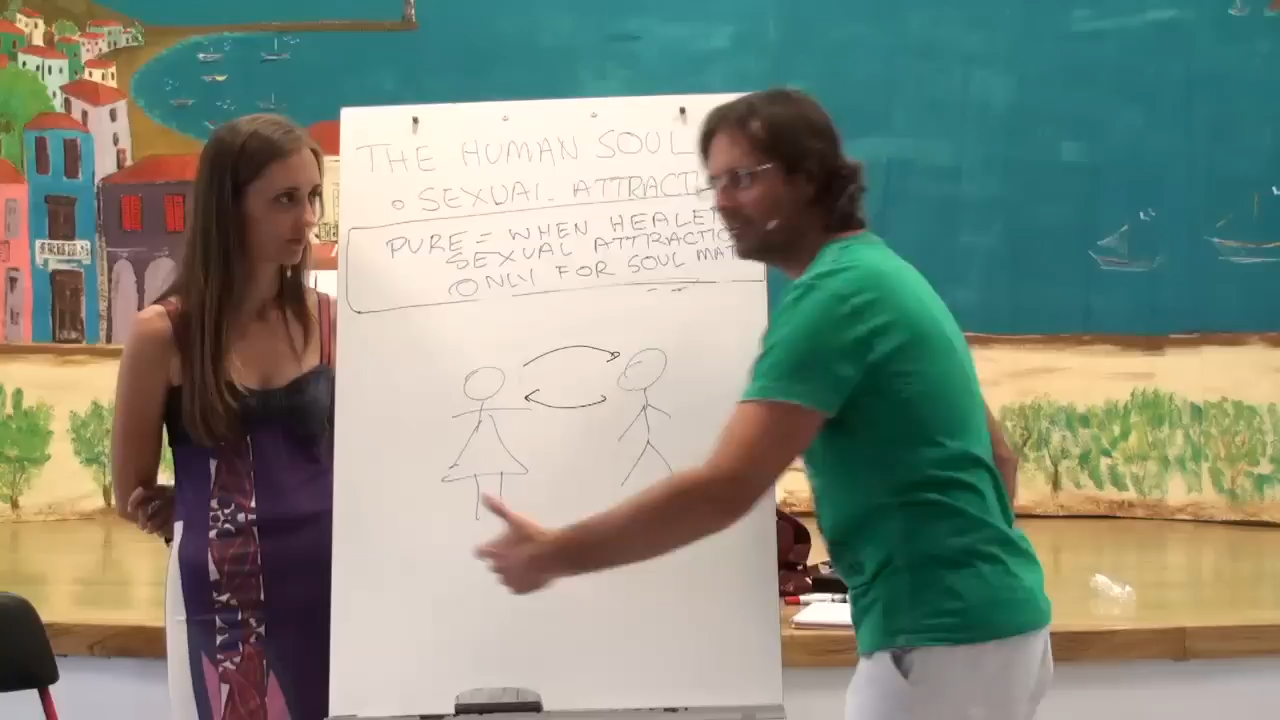 THE HUMAN SOUL
○ SEXUAL ATTRACTI
PURE = WHEN HEALE
SEXUAL ATTRACTIO
ONLY FOR SOUL MAT